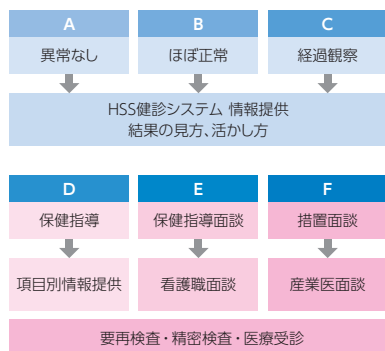 A B C
異常なし ほぼ正常 経過観察
HSS健診システム 情報提供
結果の見方、活かし方
D E F
保健指導 保健指導面談 措置面談
項目別情報提供 看護職面談 産業医面談
要再検査・精密検査・医療受診